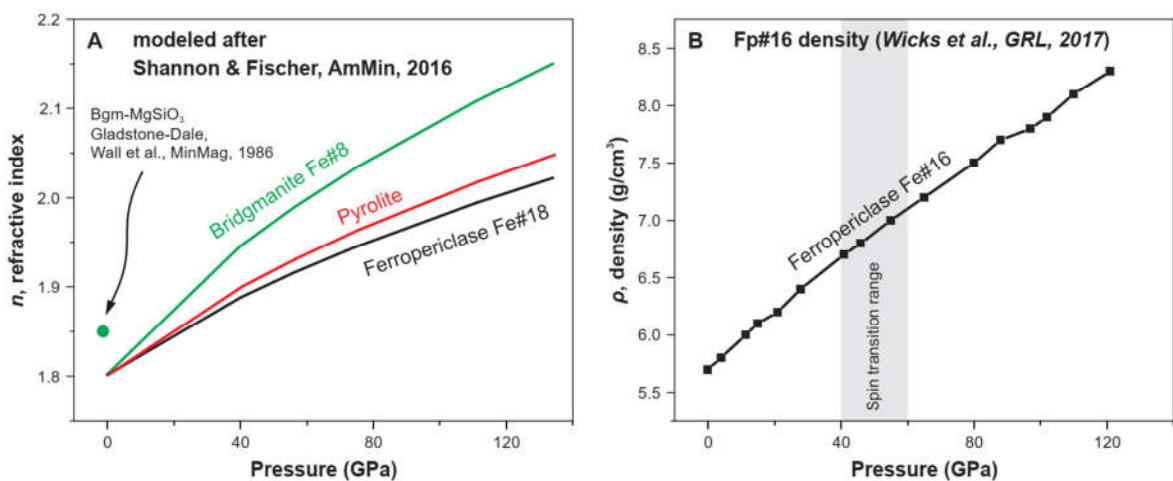 A modeled after
Shannon & Fischer, AmMin, 2016
Bgm-MgSiO₃
Gladstone-Dale,
Wall et al., MinMag, 1986
Bridgmanite Fe#8
Pyrolite
Ferropericlase Fe#18
n, refractive index
2.2
2.1
2.0
1.9
1.8
0
40
80
120
Pressure (GPa)
B Fp#16 density (Wicks et al., GRL, 2017)
Ferropericlase Fe#16
Spin transition range
ρ, density (g/cm³)
8.5
8.0
7.5
7.0
6.5
6.0
5.5
0
40
80
120
Pressure (GPa)